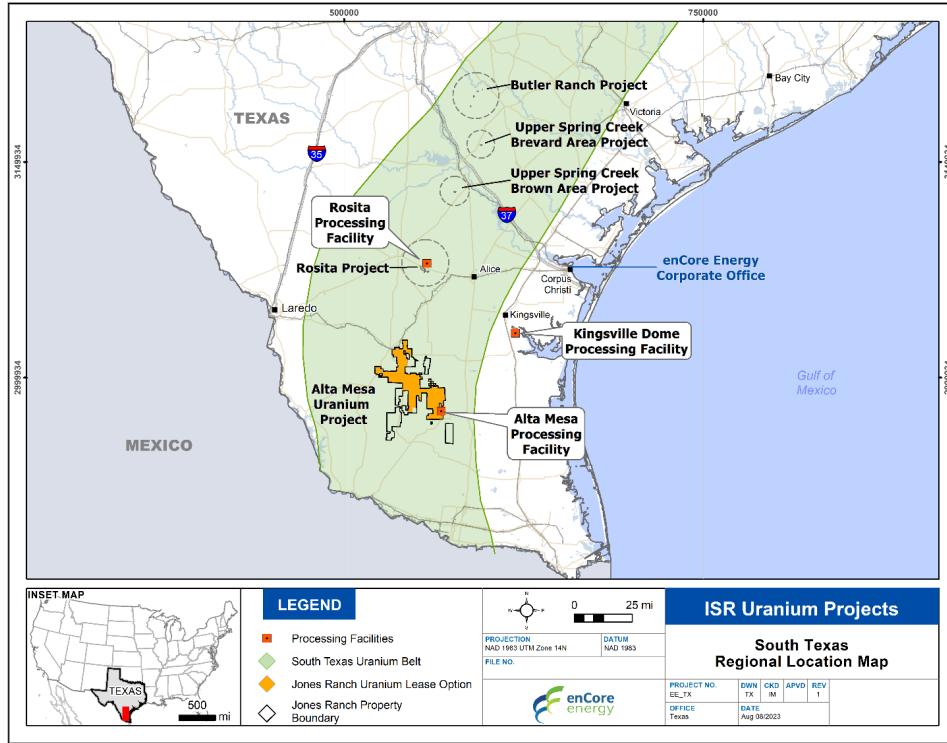 500000
750000
Butler Ranch Project
Bay City
TEXAS
Victoria
Upper Spring Creek
Brevard Area Project
35
3149934
3149934
Upper Spring Creek
Brown Area Project
Rosita
Processing
Facility
37
Rosita Project
Alice
enCore Energy
Corporate Office
Corpus
Christi
Laredo
Kingsville
Kingsville Dome
Processing Facility
2999934
2999934
Gulf of
Mexico
Alta Mesa
Uranium
Project
Alta Mesa
Processing
Facility
MEXICO
INSET MAP
TEXAS
500
mi
LEGEND
Processing Facilities
South Texas Uranium Belt
Jones Ranch Uranium Lease Option
Jones Ranch Property
Boundary
N
W
E
S
0 25 mi
PROJECTION
NAD 1983 UTM Zone 14N
DATUM
NAD 1983
FILE NO.
enCore
energy
ISR Uranium Projects
South Texas
Regional Location Map
PROJECT NO.
EE_TX
DWN
TX
CKD
IM
APVD
REV
1
OFFICE
Texas
DATE
Aug 08/2023